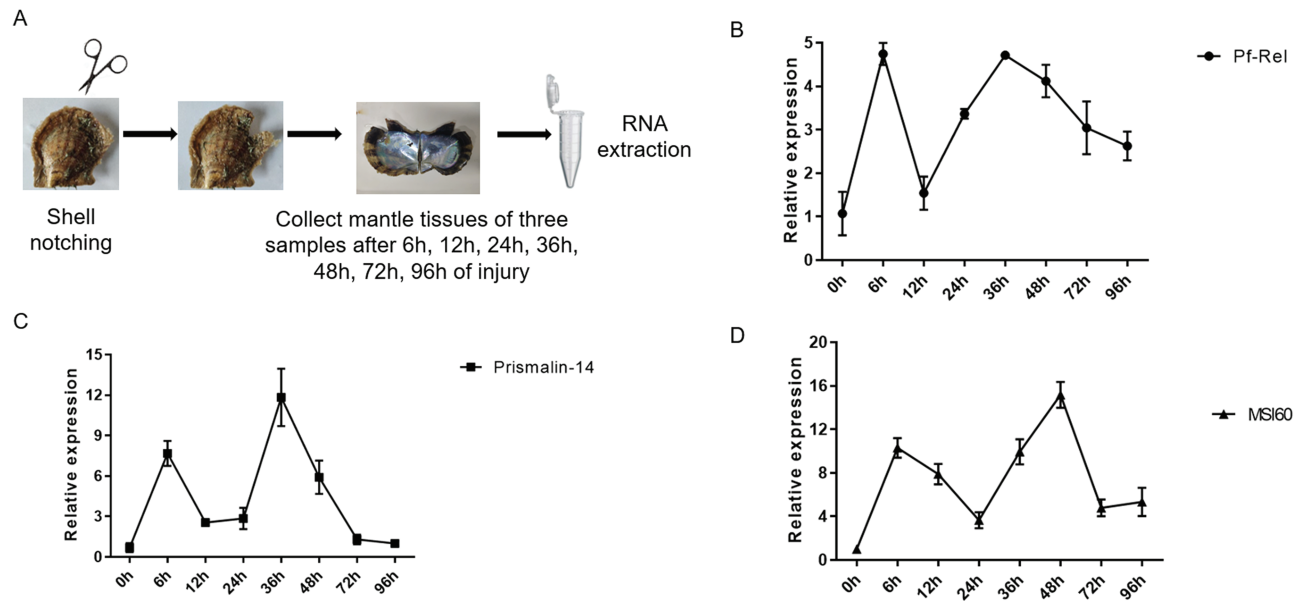 A
Shell
notching
Collect mantle tissues of three
samples after 6h, 12h, 24h, 36h,
48h, 72h, 96h of injury
RNA
extraction
B
Relative expression
5
4
3
2
1
0
0h
6h
12h
24h
36h
48h
72h
96h
Pf-Rel
C
Relative expression
15
12
9
6
3
0
0h
6h
12h
24h
36h
48h
72h
96h
Prismalin-14
D
Relative expression
20
16
12
8
4
0
0h
6h
12h
24h
36h
48h
72h
96h
MSI60